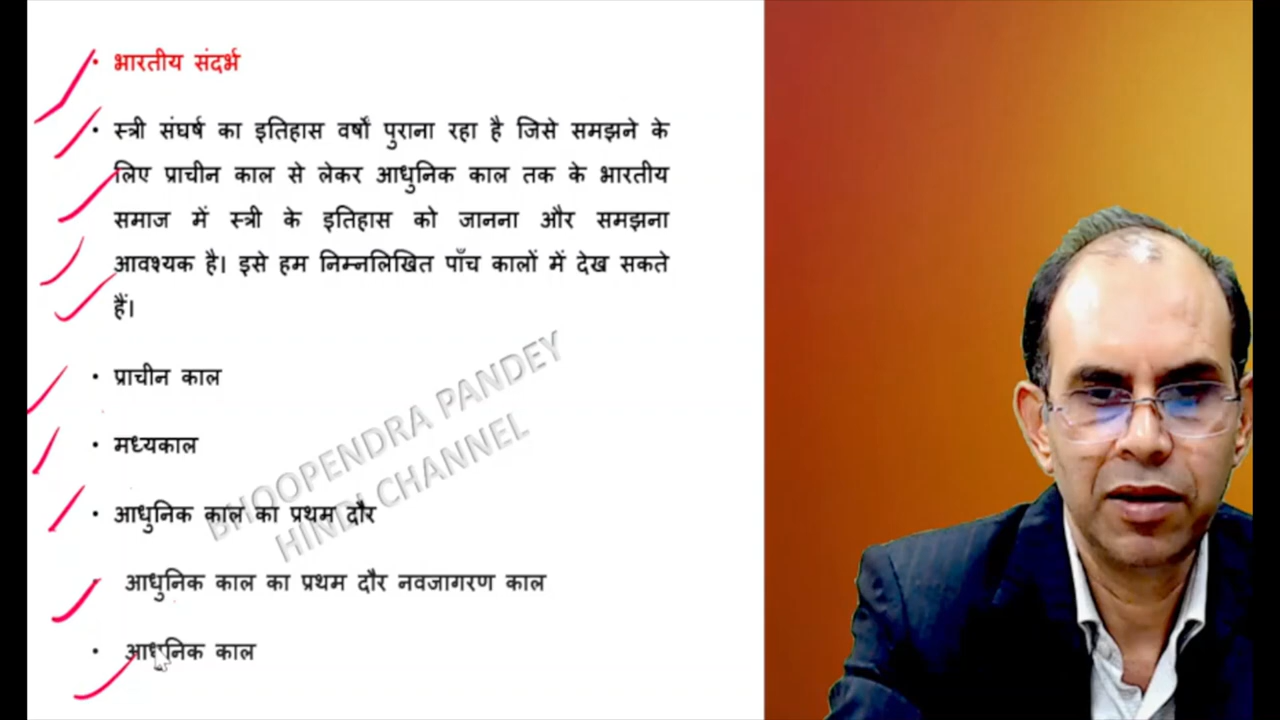 • भारतीय संदर्भ
• स्त्री संघर्ष का इतिहास वर्षों पुराना रहा है जिसे समझने के
लिए प्राचीन काल से लेकर आधुनिक काल तक के भारतीय
समाज में स्त्री के इतिहास को जानना और समझना
आवश्यक है। इसे हम निम्नलिखित पाँच कालों में देख सकते
हैं।
• प्राचीन काल
• मध्यकाल
• आधुनिक काल का प्रथम दौर
आधुनिक काल का प्रथम दौर नवजागरण काल
• आधुनिक काल
BHOOPENDRA PANDEY
HINDI CHANNEL